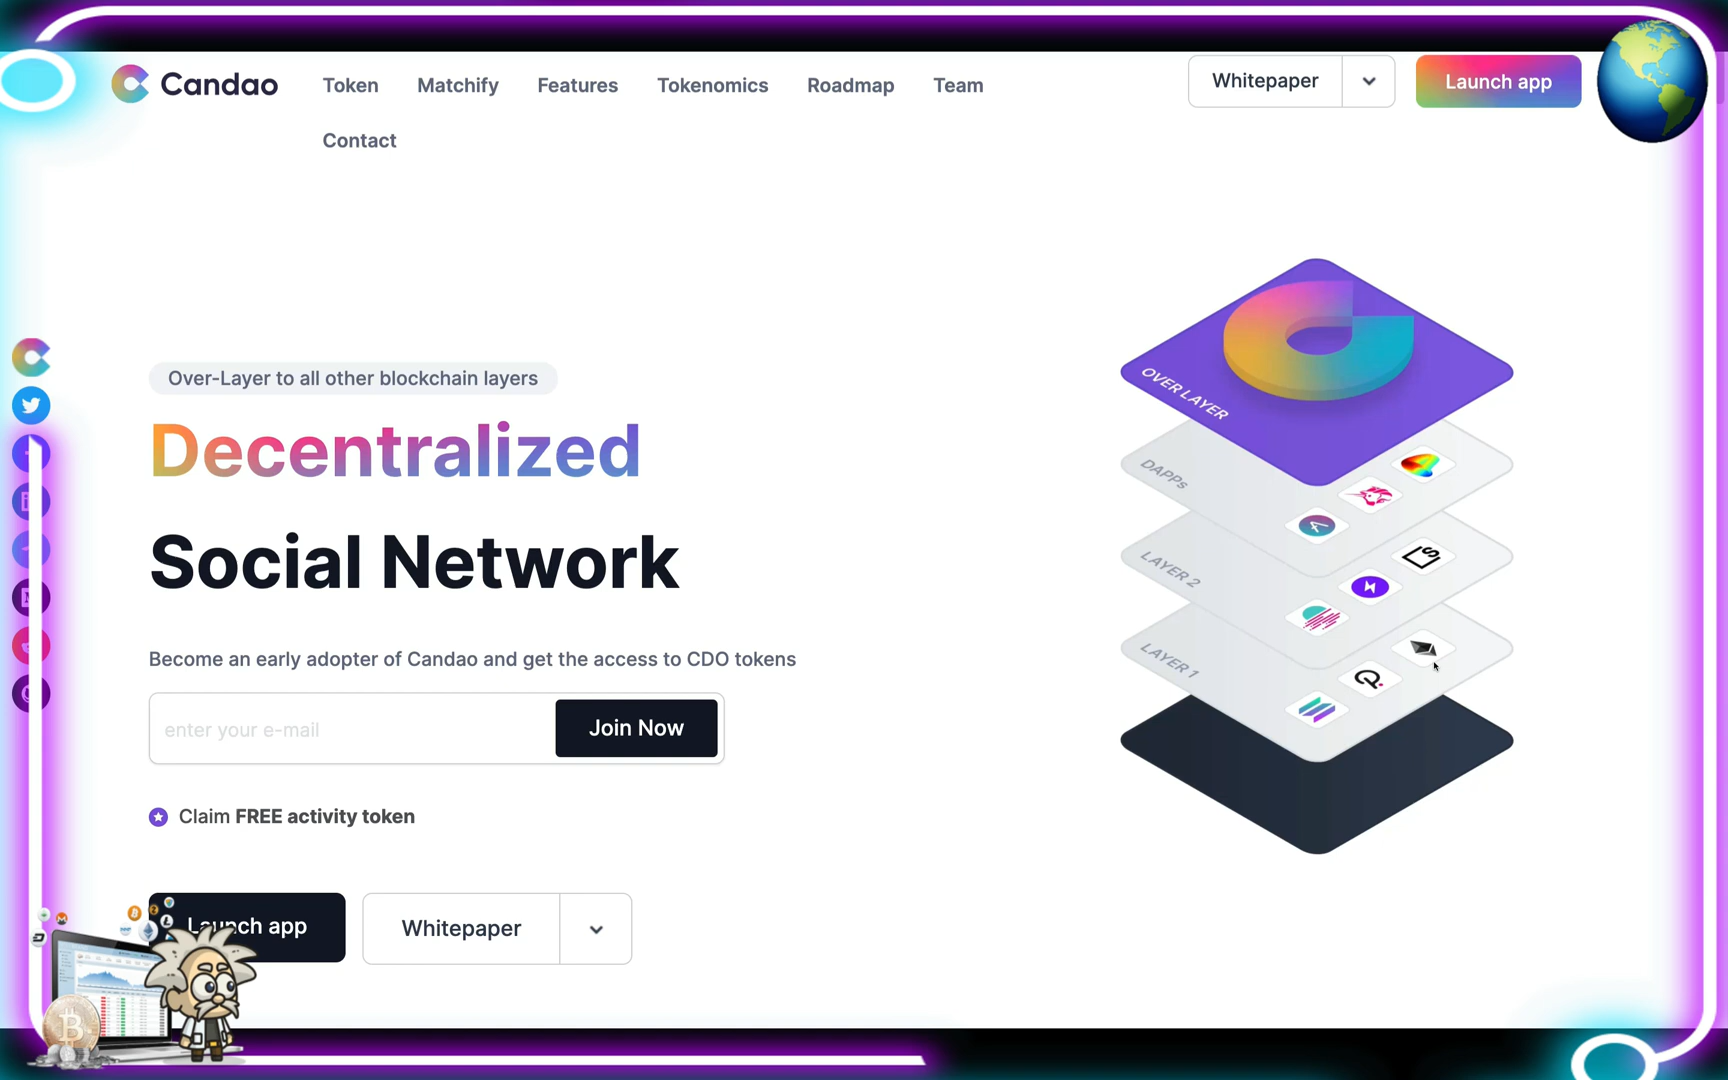 Candao
Token
Matchify
Features
Tokenomics
Roadmap
Team
Contact
Whitepaper
Launch app
Over-Layer to all other blockchain layers
Decentralized
Social Network
Become an early adopter of Candao and get the access to CDO tokens
enter your e-mail
Join Now
Claim FREE activity token
Launch app
Whitepaper
OVER LAYER
DAPPs
LAYER 2
LAYER 1